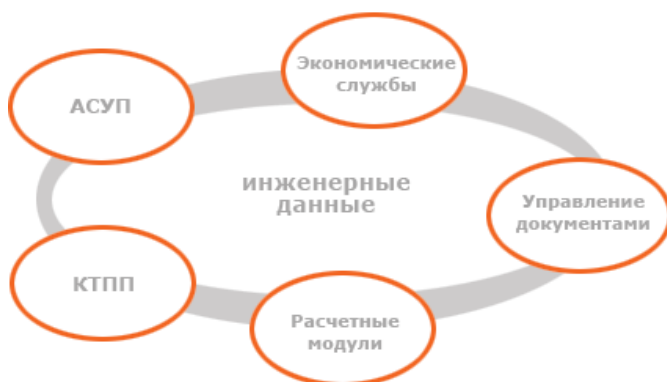 Экономические
службы
АСУП
инженерные
данные
Управление
документами
КТПП
Расчетные
модули